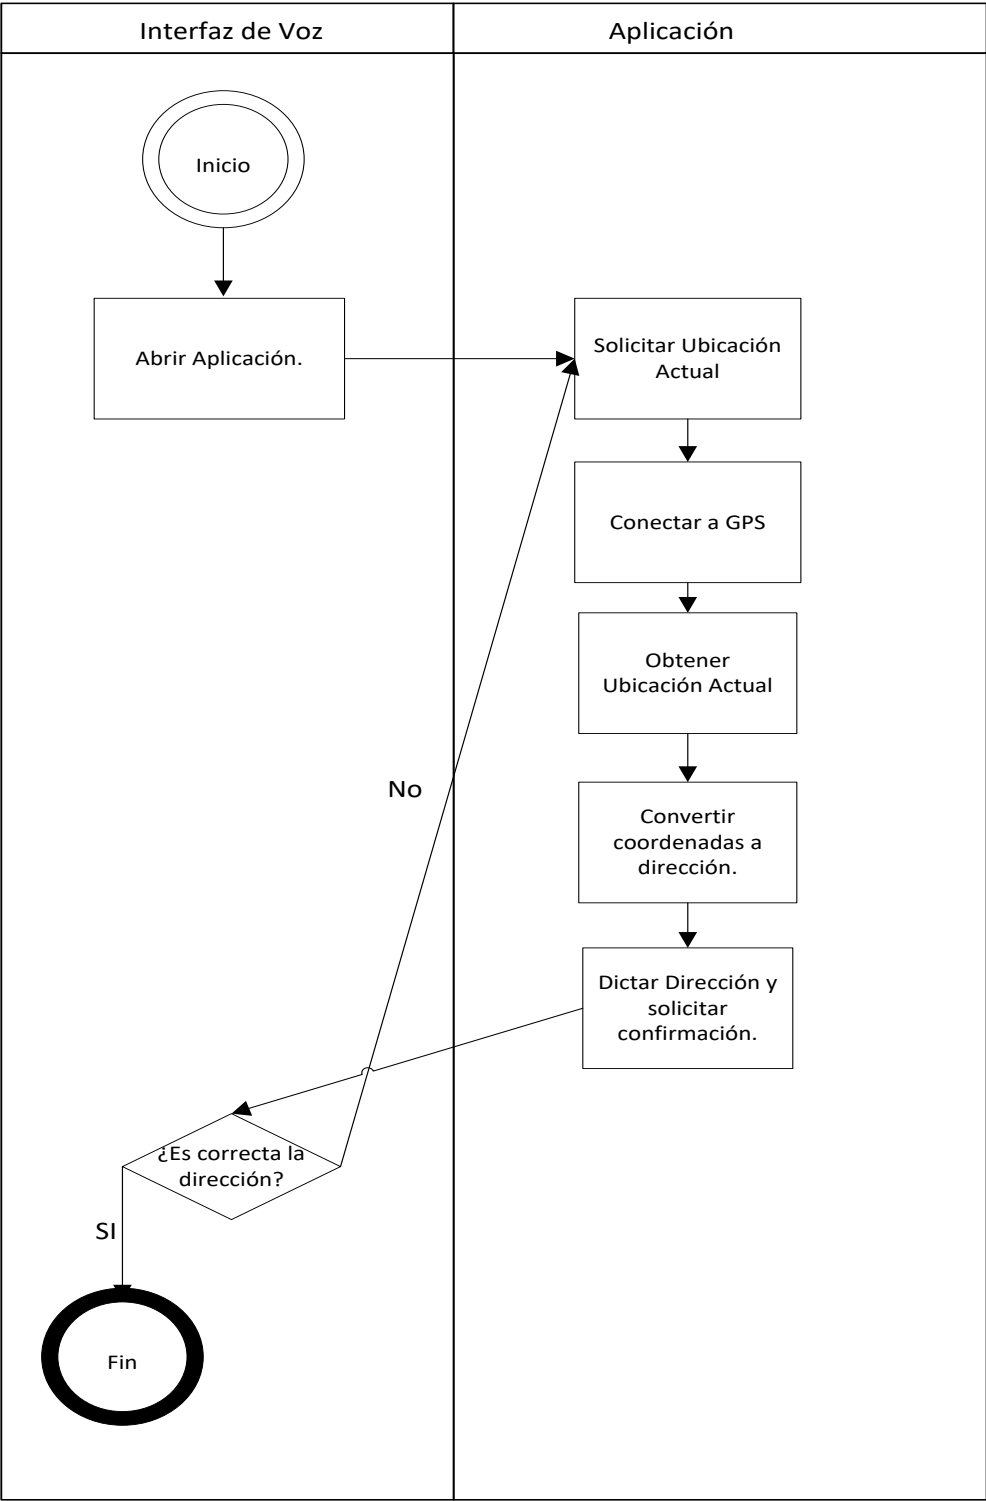 Interfaz de Voz
Aplicación
Inicio
Abrir Aplicación.
Solicitar Ubicación
Actual
Conectar a GPS
Obtener
Ubicación Actual
No
Convertir
coordenadas a
dirección.
Dictar Dirección y
solicitar
confirmación.
¿Es correcta la
dirección?
SI
Fin